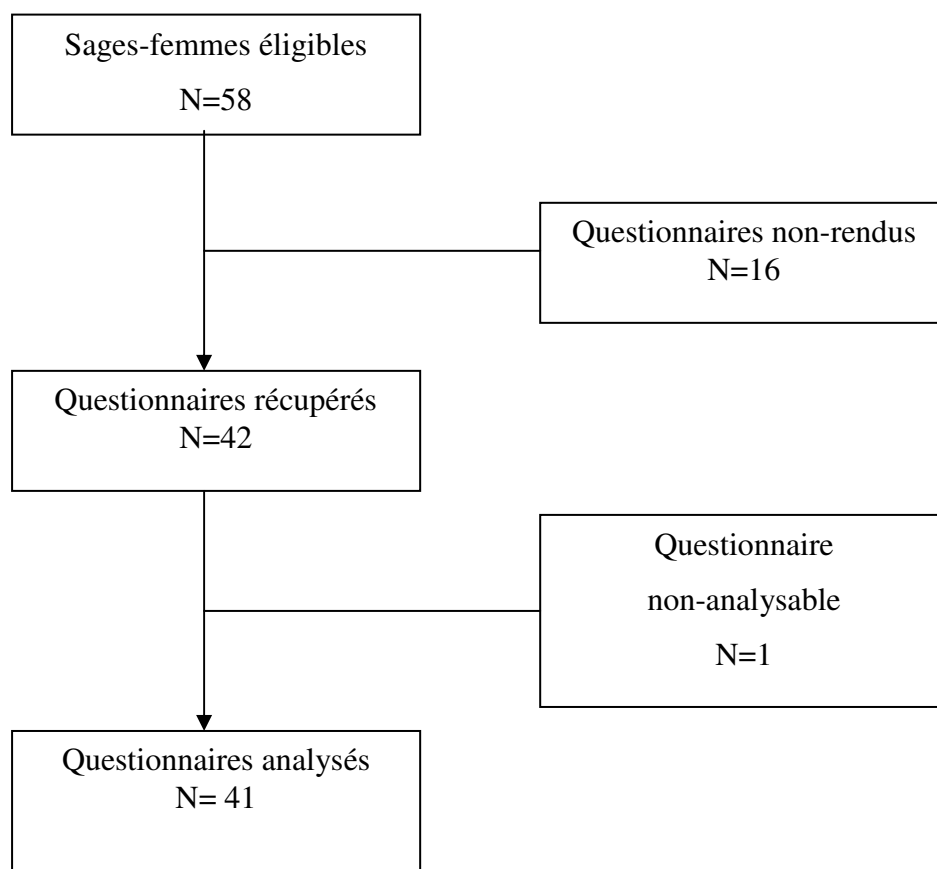 Sages-femmes éligibles
N=58
Questionnaires non-rendus
N=16
Questionnaires récupérés
N=42
Questionnaire
non-analysable
N=1
Questionnaires analysés
N= 41